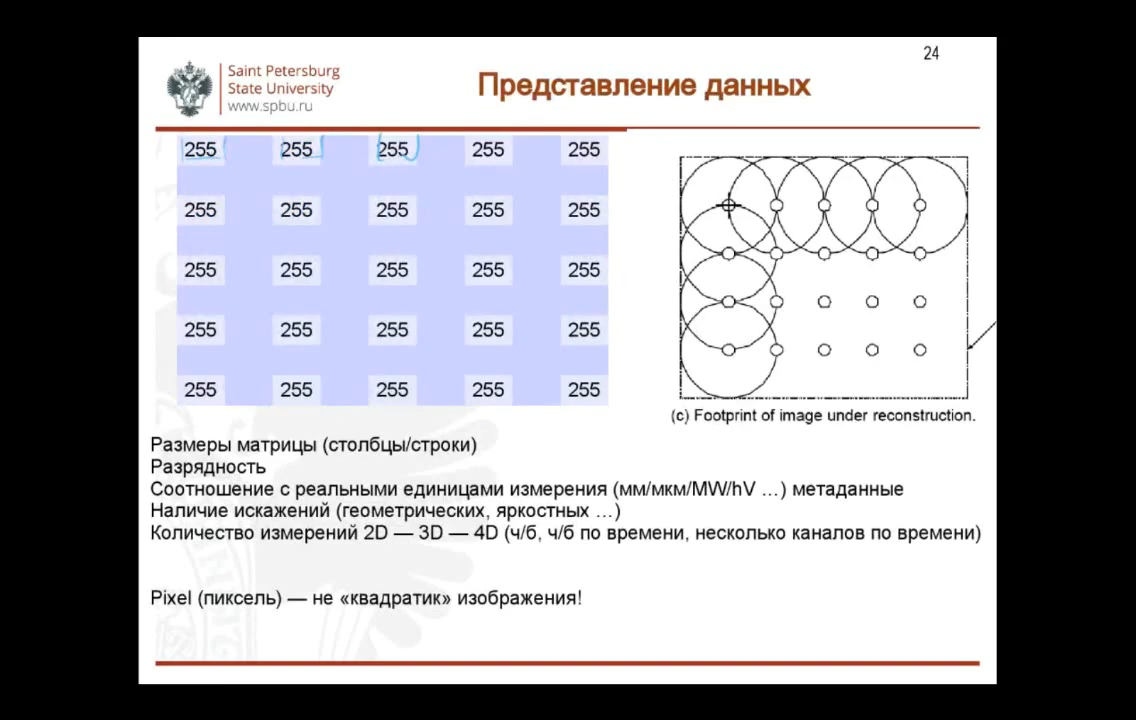 24
Saint Petersburg
State University
www.spbu.ru
Представление данных
255 255 255 255 255
255 255 255 255 255
255 255 255 255 255
255 255 255 255 255
255 255 255 255 255
(c) Footprint of image under reconstruction.
Размеры матрицы (столбцы/строки)
Разрядность
Соотношение с реальными единицами измерения (мм/мкм/MW/hV ...) метаданные
Наличие искажений (геометрических, яркостных ...)
Количество измерений 2D — 3D — 4D (ч/б, ч/б по времени, несколько каналов по времени)
Pixel (пиксель) — не «квадратик» изображения!